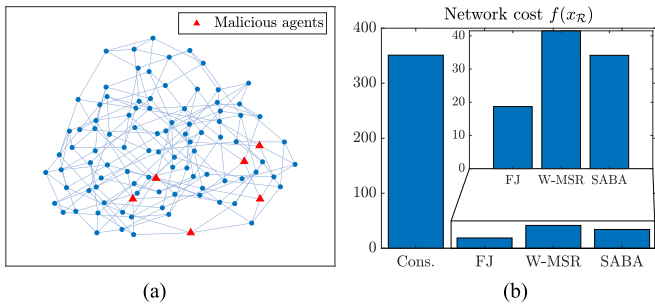 Malicious agents
(a)
Network cost f(x_ℛ)
400
300
200
100
0
Cons. FJ W-MSR SABA
40
30
20
10
0
FJ W-MSR SABA
(b)